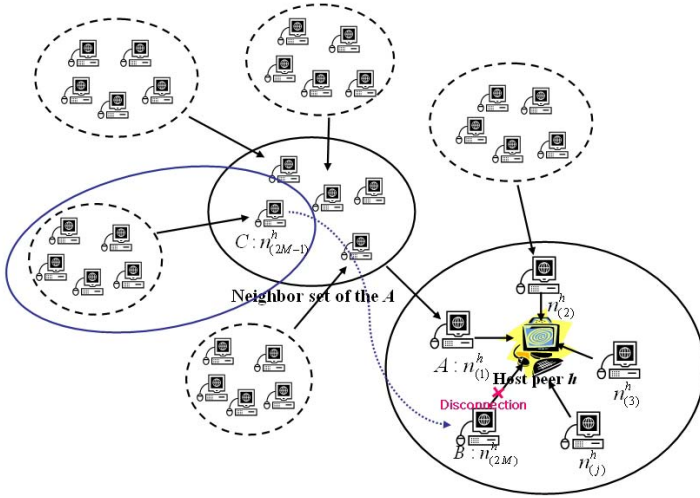 C : n^h_(2M−1)
Neighbor set of the A
n^h_(2)
A : n^h_(1)
Host peer h
n^h_(3)
Disconnection
B : n^h_(2M)
n^h_(j)